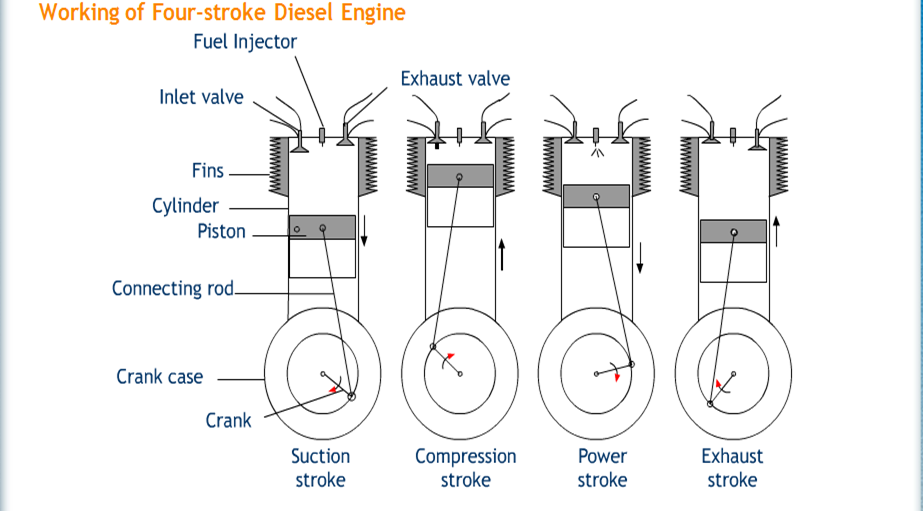 Working of Four-stroke Diesel Engine
Fuel Injector
Exhaust valve
Inlet valve
Fins
Cylinder
Piston
Connecting rod
Crank case
Crank
Suction
stroke
Compression
stroke
Power
stroke
Exhaust
stroke